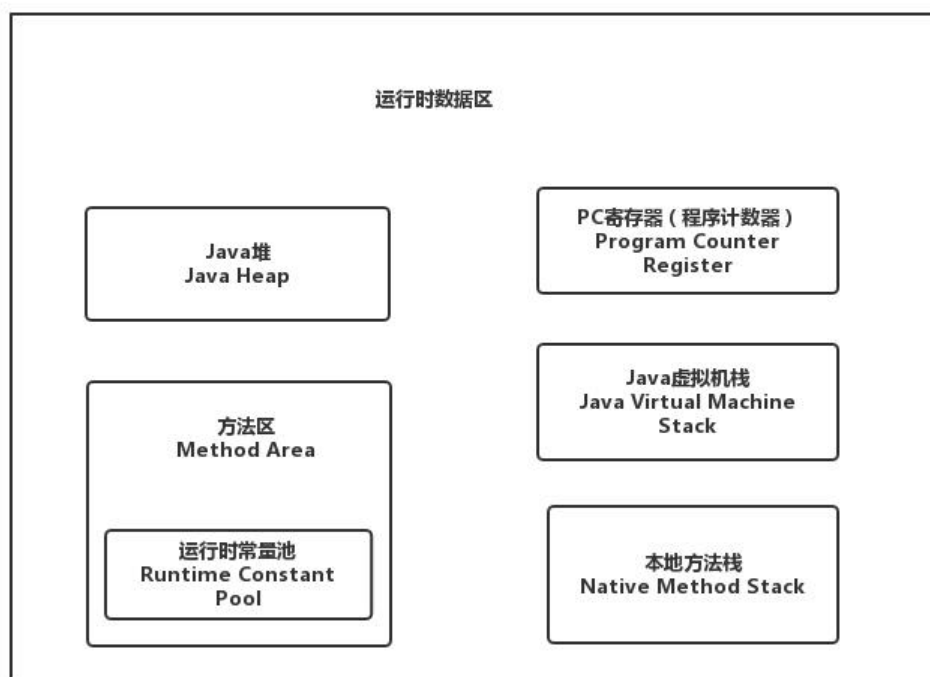 运行时数据区
Java堆
Java Heap
方法区
Method Area
运行时常量池
Runtime Constant
Pool
PC寄存器（程序计数器）
Program Counter
Register
Java虚拟机栈
Java Virtual Machine
Stack
本地方法栈
Native Method Stack